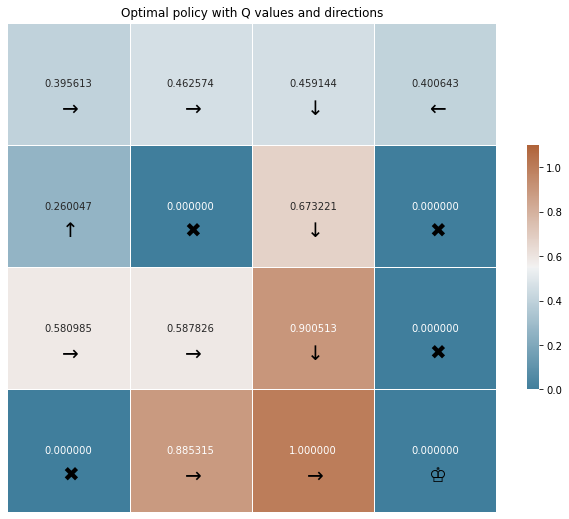 Optimal policy with Q values and directions
0.395613 0.462574 0.459144 0.400643
→ → ↓ ←
0.260047 0.000000 0.673221 0.000000
↑ ✖ ↓ ✖
0.580985 0.587826 0.900513 0.000000
→ → ↓ ✖
0.000000 0.885315 1.000000 0.000000
✖ → → ♔
1.0
0.8
0.6
0.4
0.2
0.0